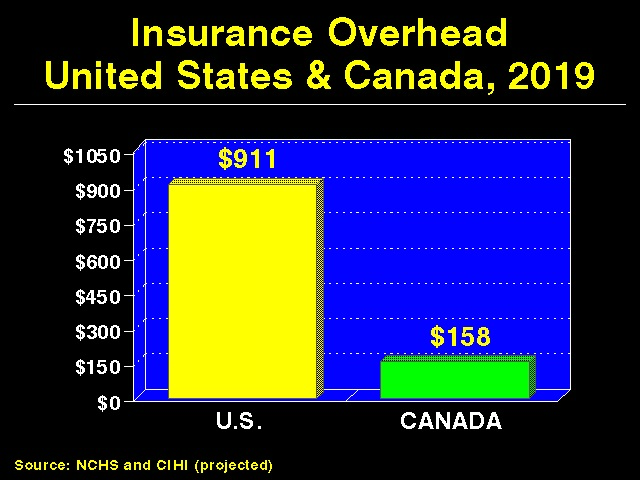 Insurance Overhead
United States & Canada, 2019
$1050
$900
$750
$600
$450
$300
$150
$0
$911
$158
U.S.
CANADA
Source: NCHS and CIHI (projected)